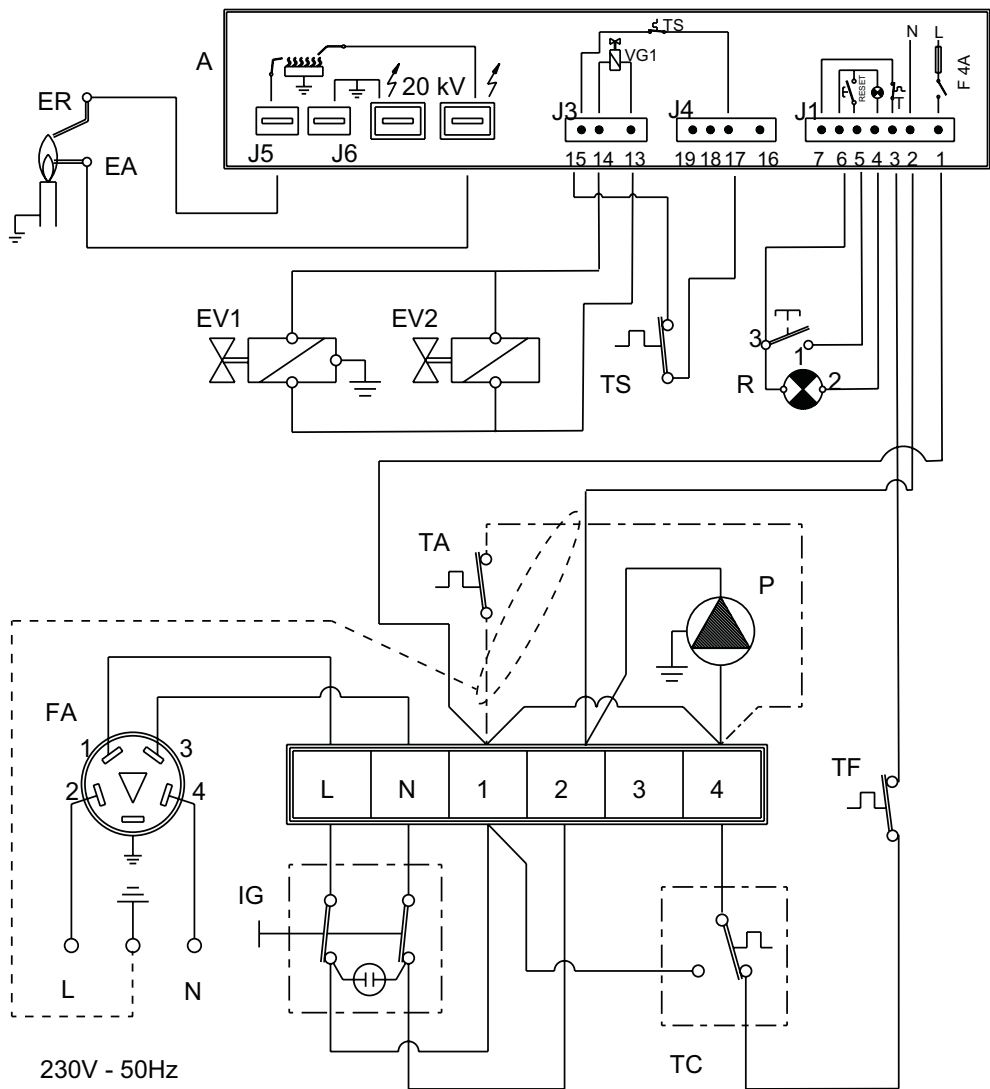 N L
TS
VG1
F 4A
A
20 kV
RESET
T
ER
J3 J4 J1
J5 J6
EA
15 14 13 19 18 17 16 7 6 5 4 3 2 1
EV1 EV2
3
1
TS R 2
TA
P
FA
1 3
TF
2 4
L N 1 2 3 4
IG
L N
TC
230V - 50Hz